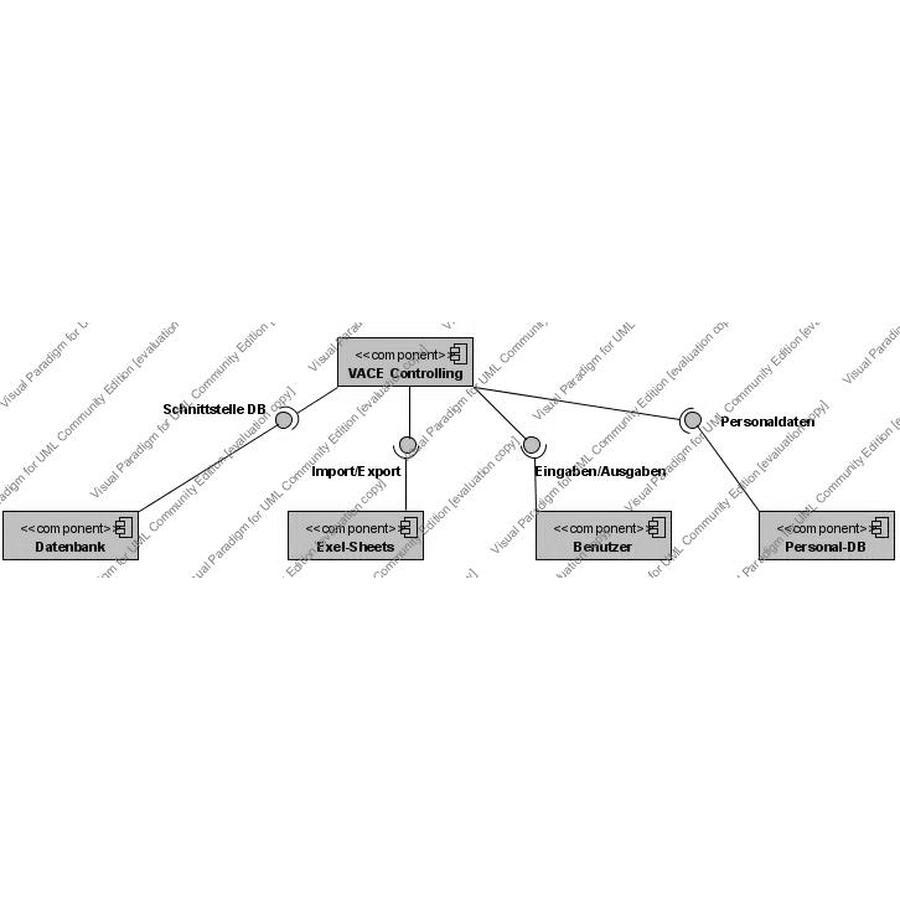 <<component>>
VACE Controlling
Schnittstelle DB
Personaldaten
Import/Export
Eingaben/Ausgaben
<<component>>
Datenbank
<<component>>
Exel-Sheets
<<component>>
Benutzer
<<component>>
Personal-DB
Visual Paradigm for UML Community Edition [evaluation copy]